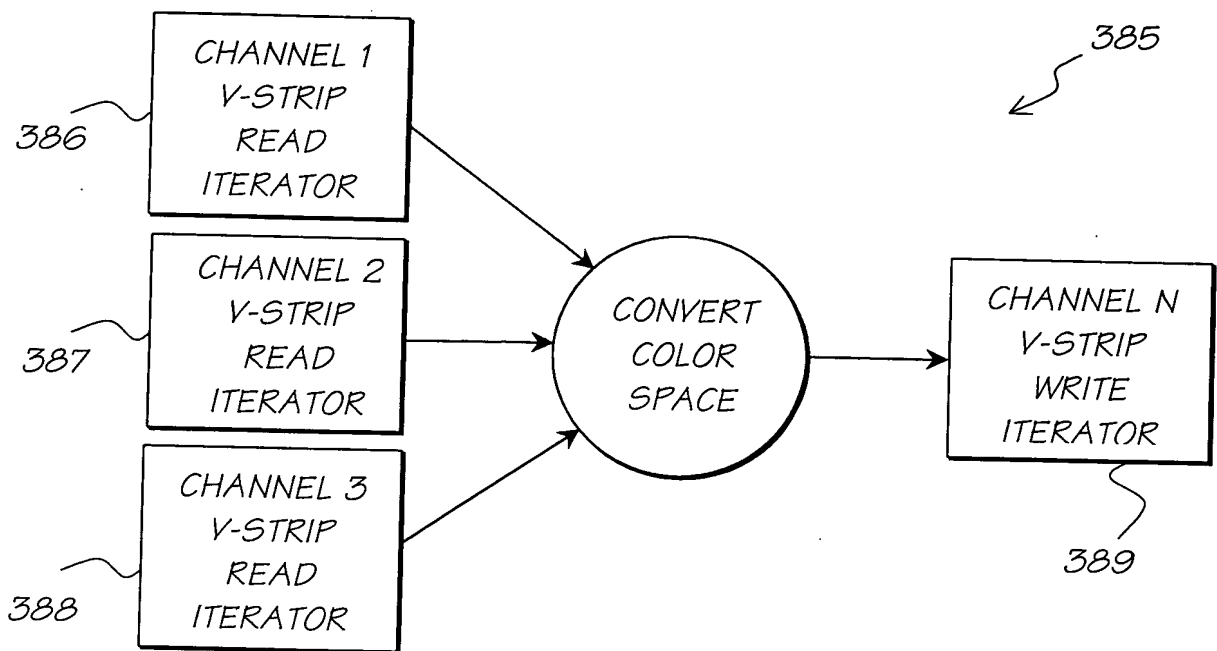 385
CHANNEL 1
V-STRIP
READ
ITERATOR
386
CHANNEL 2
V-STRIP
READ
ITERATOR
387
CHANNEL 3
V-STRIP
READ
ITERATOR
388
CONVERT
COLOR
SPACE
CHANNEL N
V-STRIP
WRITE
ITERATOR
389